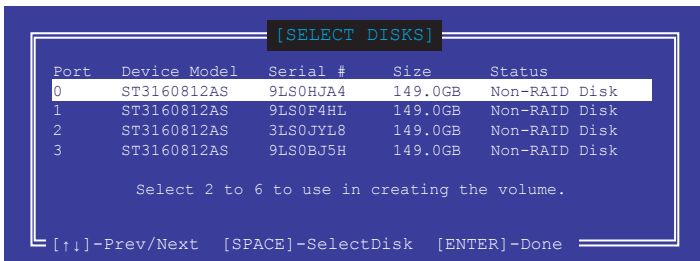 [SELECT DISKS]
Port Device Model Serial # Size Status
0 ST3160812AS 9LS0HJA4 149.0GB Non-RAID Disk
1 ST3160812AS 9LS0F4HL 149.0GB Non-RAID Disk
2 ST3160812AS 3LS0JYL8 149.0GB Non-RAID Disk
3 ST3160812AS 9LS0BJ5H 149.0GB Non-RAID Disk
Select 2 to 6 to use in creating the volume.
[↑↓]-Prev/Next [SPACE]-SelectDisk [ENTER]-Done